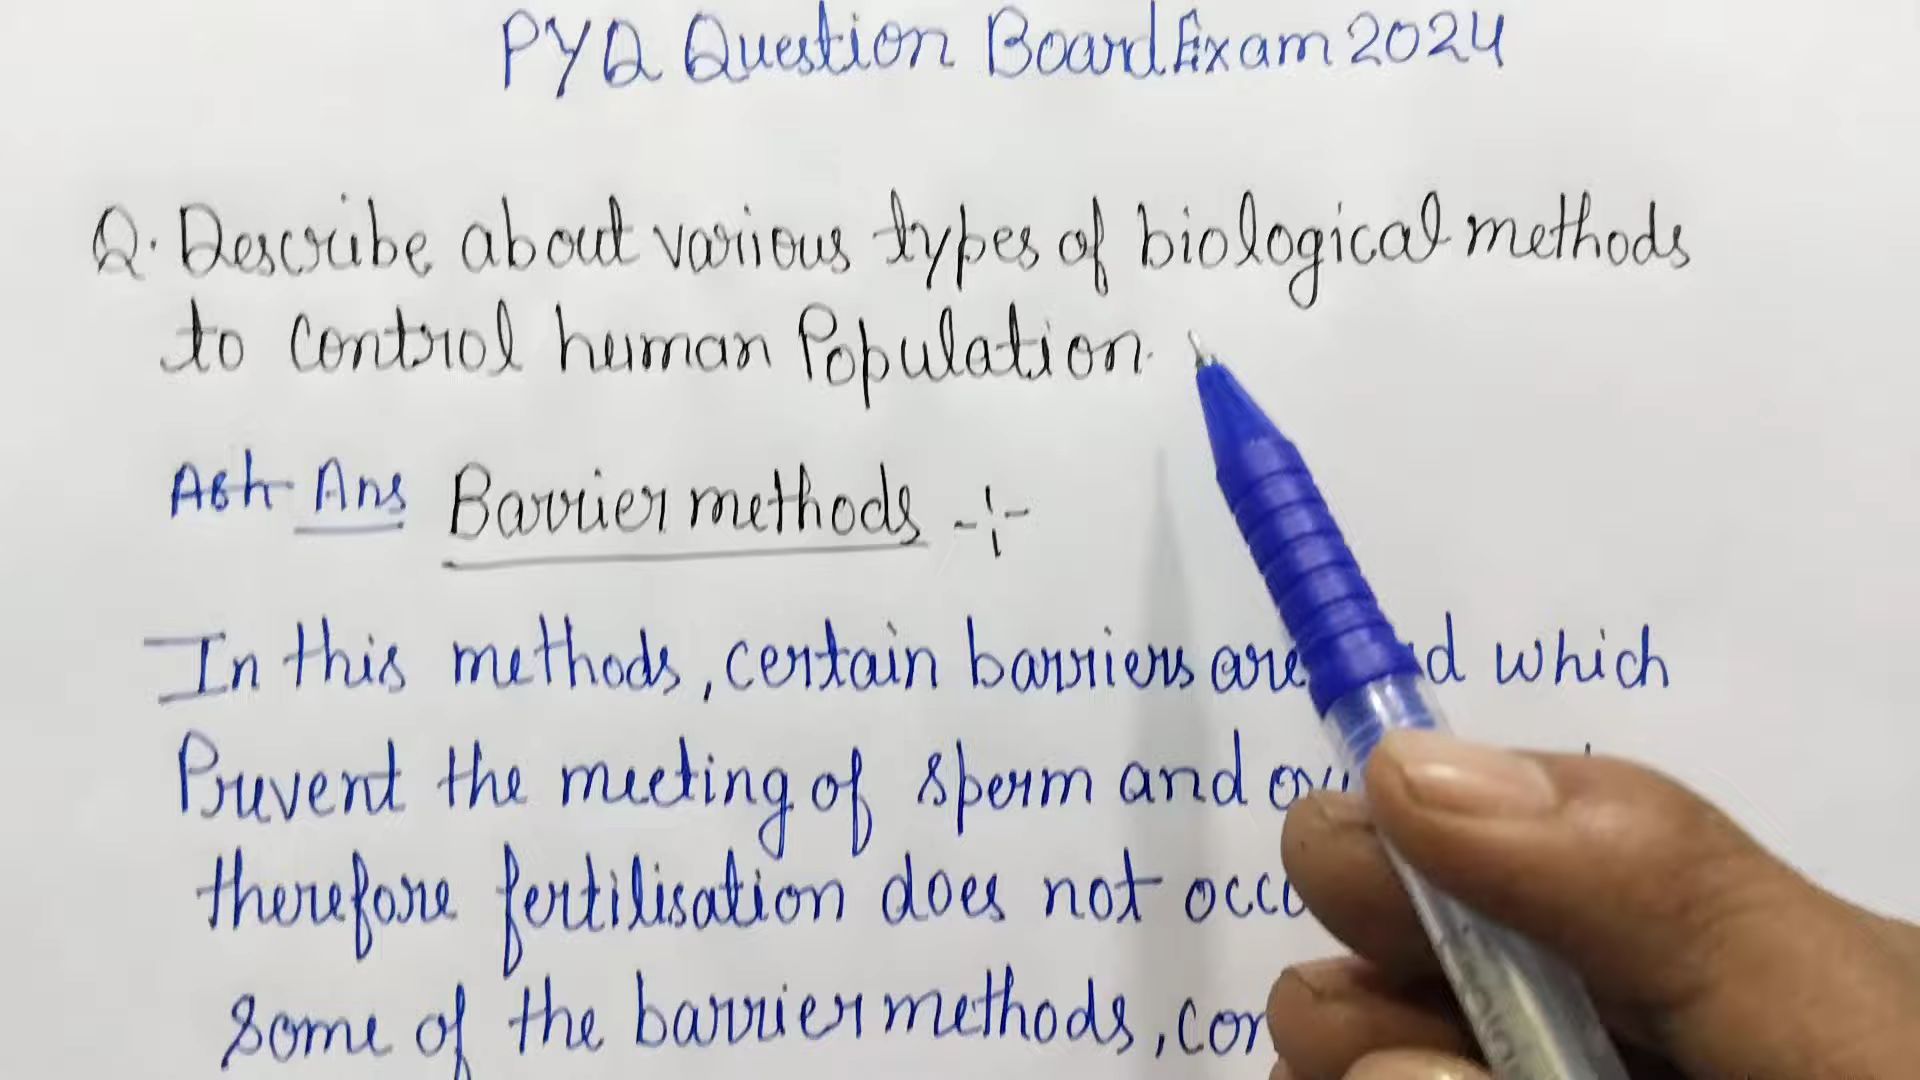 PYQ Question Board Exam 2024
Q. Describe about various types of biological methods
to control human Population.
Ans Barrier methods -:-
In this methods, certain barriers are which
Prevent the meeting of sperm and
therefore fertilisation does not
some of the barrier methods,